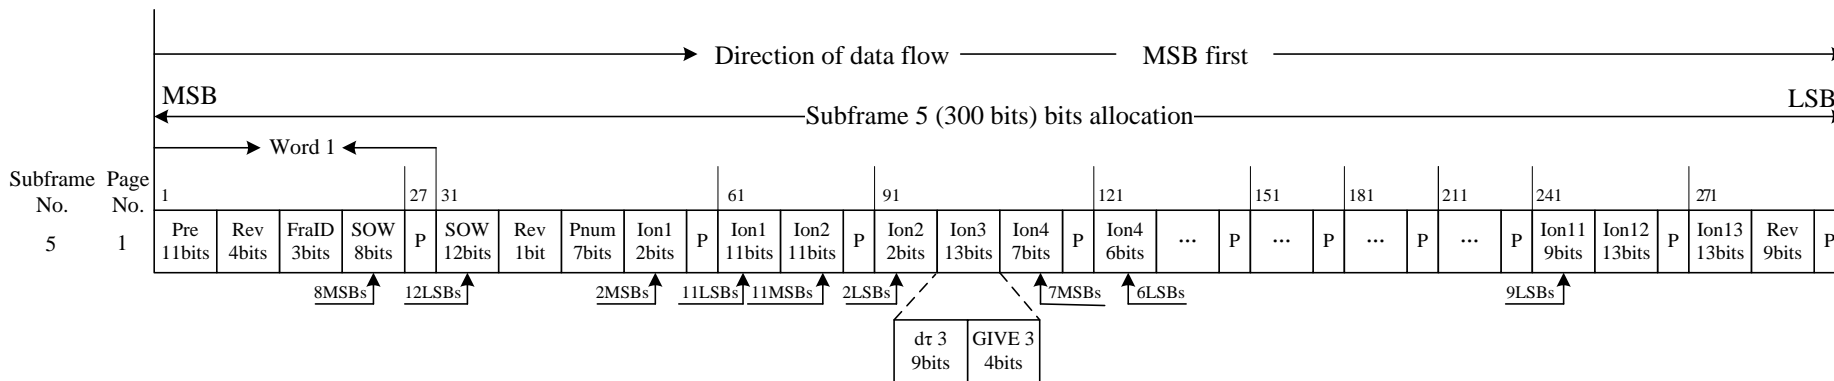 Direction of data flow
MSB first
MSB
LSB
Subframe 5 (300 bits) bits allocation
Word 1
Subframe No.
Page No.
1
27
31
61
91
121
151
181
211
241
271
5
1
Pre 11bits
Rev 4bits
FraID 3bits
SOW 8bits
P
SOW 12bits
Rev 1bit
Pnum 7bits
Ion1 2bits
P
Ion1 11bits
Ion2 11bits
P
Ion2 2bits
Ion3 13bits
Ion4 7bits
P
Ion4 6bits
...
P
...
P
...
P
...
P
Ion11 9bits
Ion12 13bits
P
Ion13 13bits
Rev 9bits
P
8MSBs
12LSBs
2MSBs
11LSBs
11MSBs
2LSBs
7MSBs
6LSBs
9LSBs
dτ 3 9bits
GIVE 3 4bits